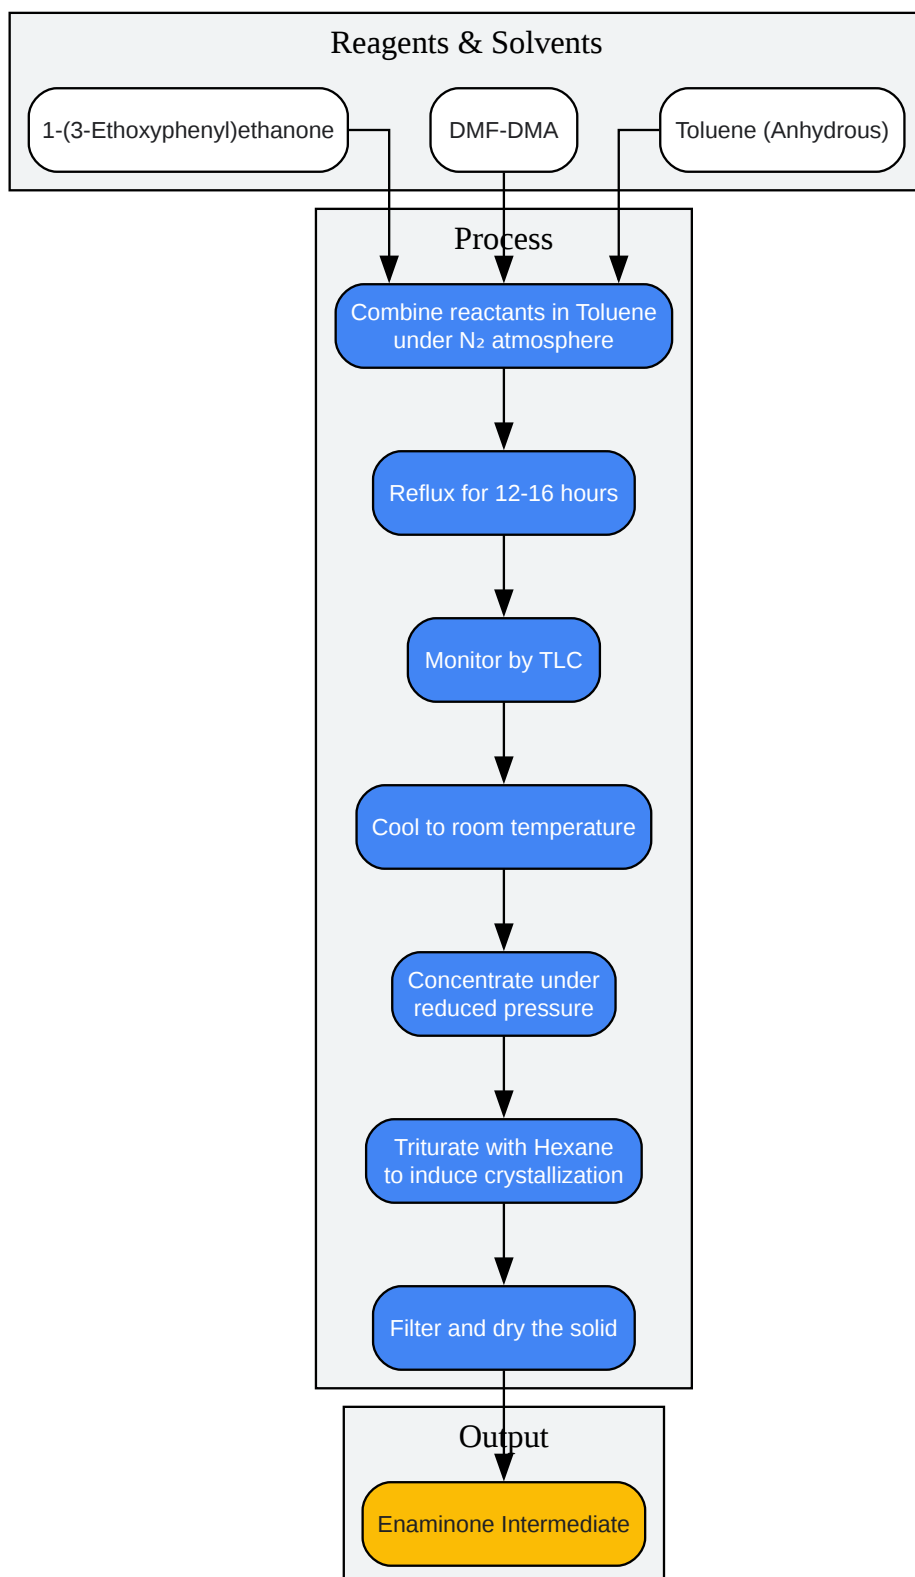 Reagents & Solvents
1-(3-Ethoxyphenyl)ethanone
DMF-DMA
Toluene (Anhydrous)
Process
Combine reactants in Toluene
under N₂ atmosphere
Reflux for 12-16 hours
Monitor by TLC
Cool to room temperature
Concentrate under
reduced pressure
Triturate with Hexane
to induce crystallization
Filter and dry the solid
Output
Enaminone Intermediate